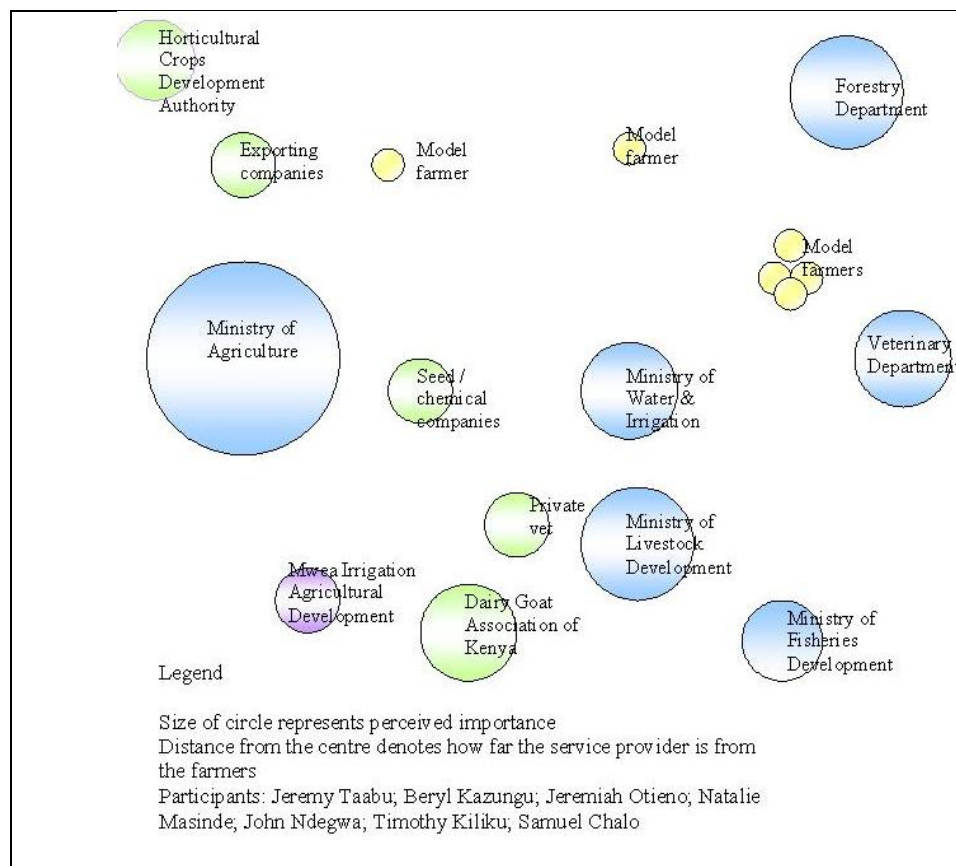 Horticultural
Crops
Development
Authority
Forestry
Department
Exporting
companies
Model
farmer
Model
farmer
Model
farmers
Ministry of
Agriculture
Seed /
chemical
companies
Ministry of
Water &
Irrigation
Veterinary
Department
Private
vet
Ministry of
Livestock
Development
Mwea Irrigation
Agricultural
Development
Dairy Goat
Association of
Kenya
Ministry of
Fisheries
Development
Legend
Size of circle represents perceived importance
Distance from the centre denotes how far the service provider is from
the farmers
Participants: Jeremy Taabu; Beryl Kazungu; Jeremiah Otieno; Natalie
Masinde; John Ndegwa; Timothy Kiliku; Samuel Chalo